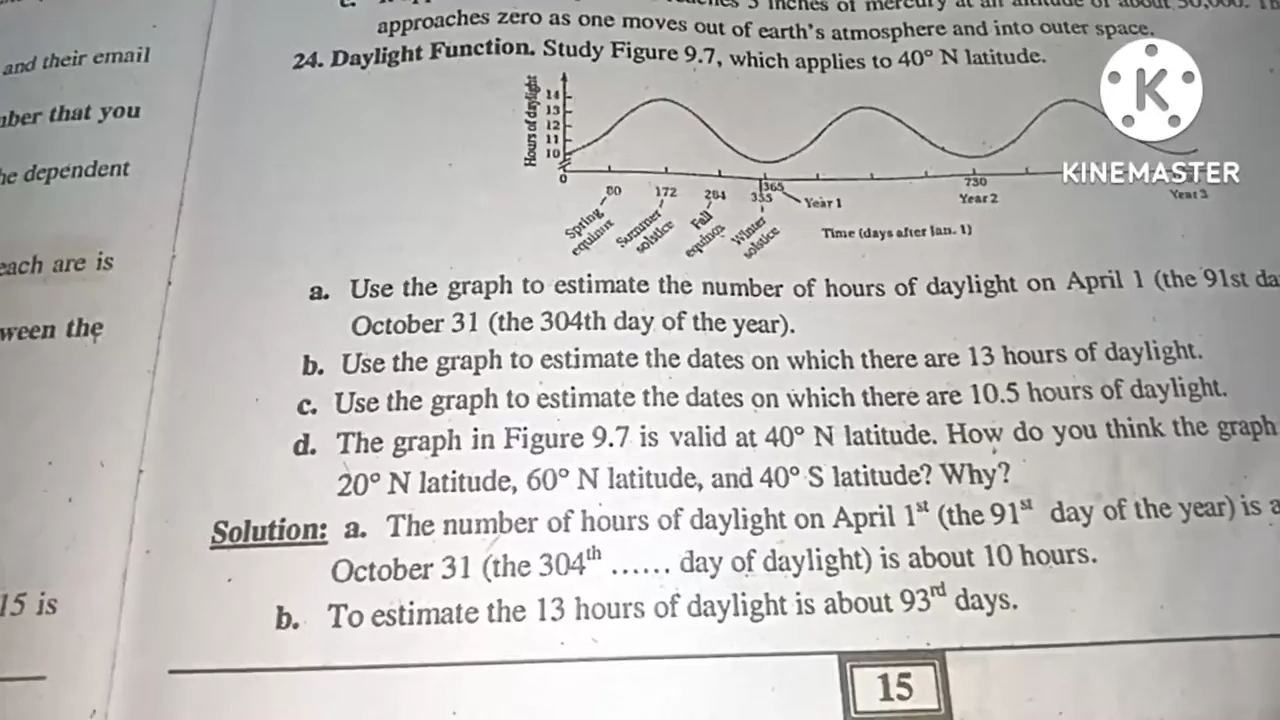 and their email
that you
dependent
each are is
ween the
15 is
approaches zero as one moves out of earth's atmosphere and into outer space.
24. Daylight Function. Study Figure 9.7, which applies to 40° N latitude.
Hours of daylight
14
13
12
11
10
0
80
172
264
355
365
Year 1
730
Year 2
Year 3
Spring equinox
Summer solstice
Fall equinox
Winter solstice
Time (days after Jan. 1)
K
KINEMASTER
a. Use the graph to estimate the number of hours of daylight on April 1 (the 91st da
October 31 (the 304th day of the year).
b. Use the graph to estimate the dates on which there are 13 hours of daylight.
c. Use the graph to estimate the dates on which there are 10.5 hours of daylight.
d. The graph in Figure 9.7 is valid at 40° N latitude. How do you think the graph
20° N latitude, 60° N latitude, and 40° S latitude? Why?
Solution: a. The number of hours of daylight on April 1st (the 91st day of the year) is a
October 31 (the 304th ...... day of daylight) is about 10 hours.
b. To estimate the 13 hours of daylight is about 93rd days.
15